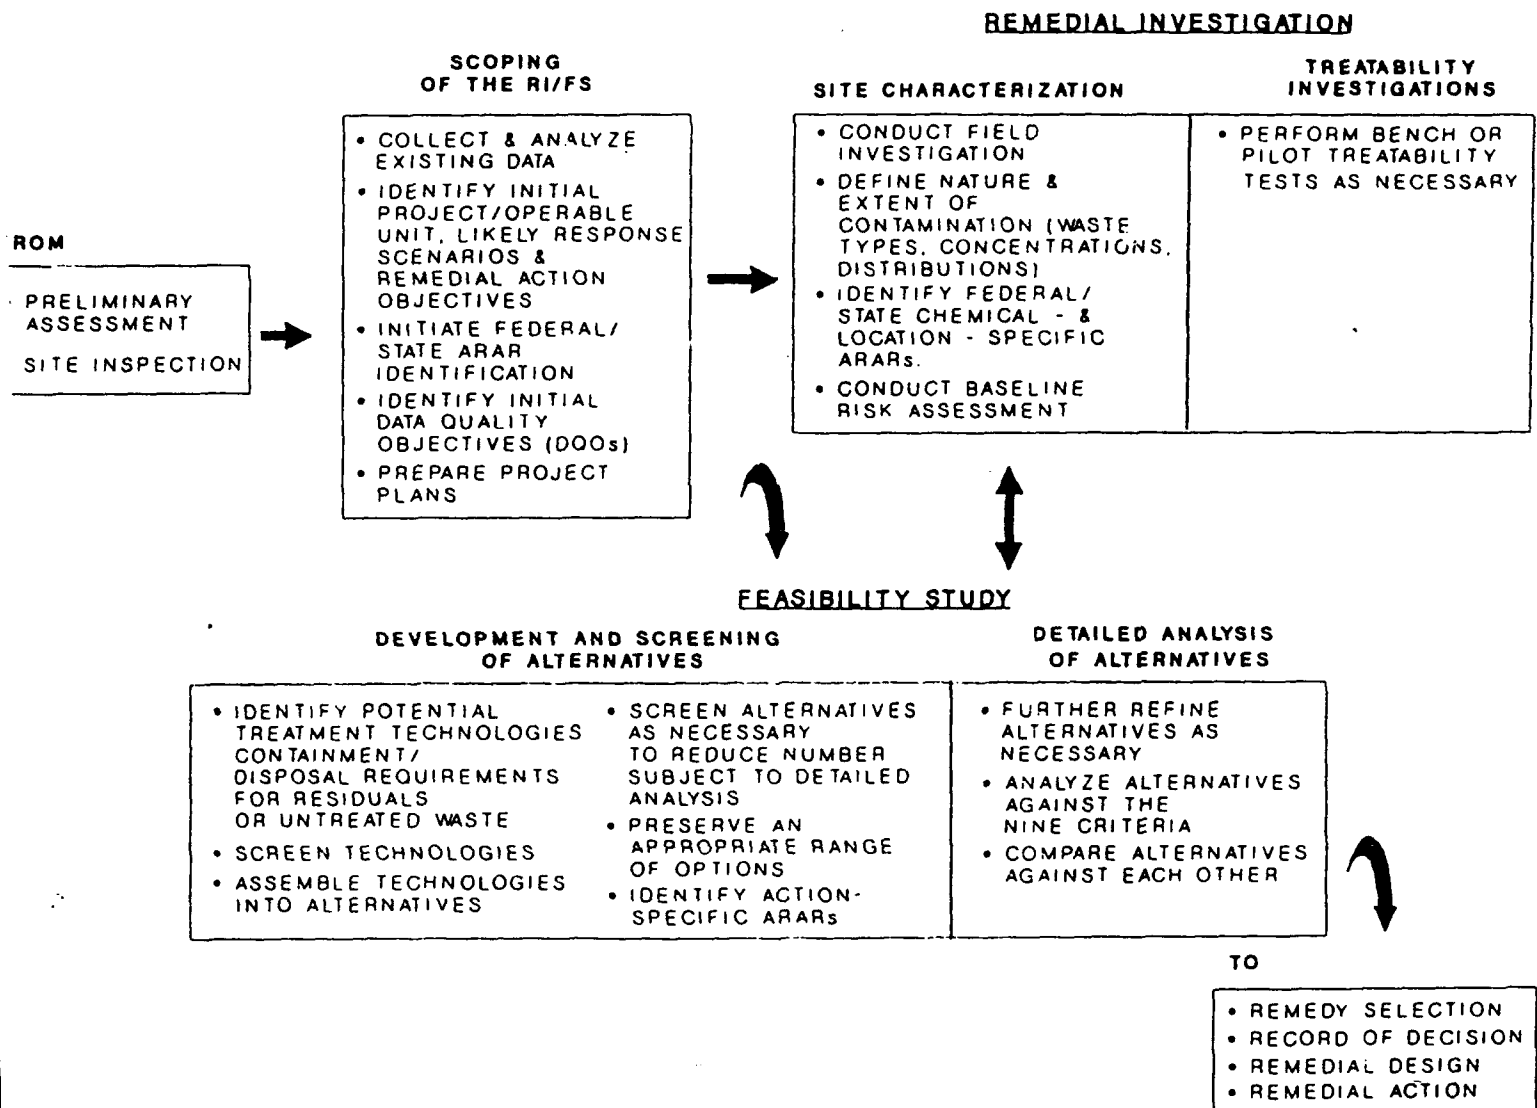 REMEDIAL INVESTIGATION
SCOPING
OF THE RI/FS
SITE CHARACTERIZATION
TREATABILITY
INVESTIGATIONS
ROM
PRELIMINARY
ASSESSMENT
SITE INSPECTION
• COLLECT & ANALYZE
EXISTING DATA
• IDENTIFY INITIAL
PROJECT/OPERABLE
UNIT, LIKELY RESPONSE
SCENARIOS &
REMEDIAL ACTION
OBJECTIVES
• INITIATE FEDERAL/
STATE ARAR
IDENTIFICATION
• IDENTIFY INITIAL
DATA QUALITY
OBJECTIVES (DQOs)
• PREPARE PROJECT
PLANS
• CONDUCT FIELD
INVESTIGATION
• DEFINE NATURE &
EXTENT OF
CONTAMINATION (WASTE
TYPES, CONCENTRATIONS,
DISTRIBUTIONS)
• IDENTIFY FEDERAL/
STATE CHEMICAL - &
LOCATION - SPECIFIC
ARARs.
• CONDUCT BASELINE
RISK ASSESSMENT
• PERFORM BENCH OR
PILOT TREATABILITY
TESTS AS NECESSARY
FEASIBILITY STUDY
DEVELOPMENT AND SCREENING
OF ALTERNATIVES
DETAILED ANALYSIS
OF ALTERNATIVES
• IDENTIFY POTENTIAL
TREATMENT TECHNOLOGIES
CONTAINMENT/
DISPOSAL REQUIREMENTS
FOR RESIDUALS
OR UNTREATED WASTE
• SCREEN TECHNOLOGIES
• ASSEMBLE TECHNOLOGIES
INTO ALTERNATIVES
• SCREEN ALTERNATIVES
AS NECESSARY
TO REDUCE NUMBER
SUBJECT TO DETAILED
ANALYSIS
• PRESERVE AN
APPROPRIATE RANGE
OF OPTIONS
• IDENTIFY ACTION-
SPECIFIC ARARs
• FURTHER REFINE
ALTERNATIVES AS
NECESSARY
• ANALYZE ALTERNATIVES
AGAINST THE
NINE CRITERIA
• COMPARE ALTERNATIVES
AGAINST EACH OTHER
TO
• REMEDY SELECTION
• RECORD OF DECISION
• REMEDIAL DESIGN
• REMEDIAL ACTION